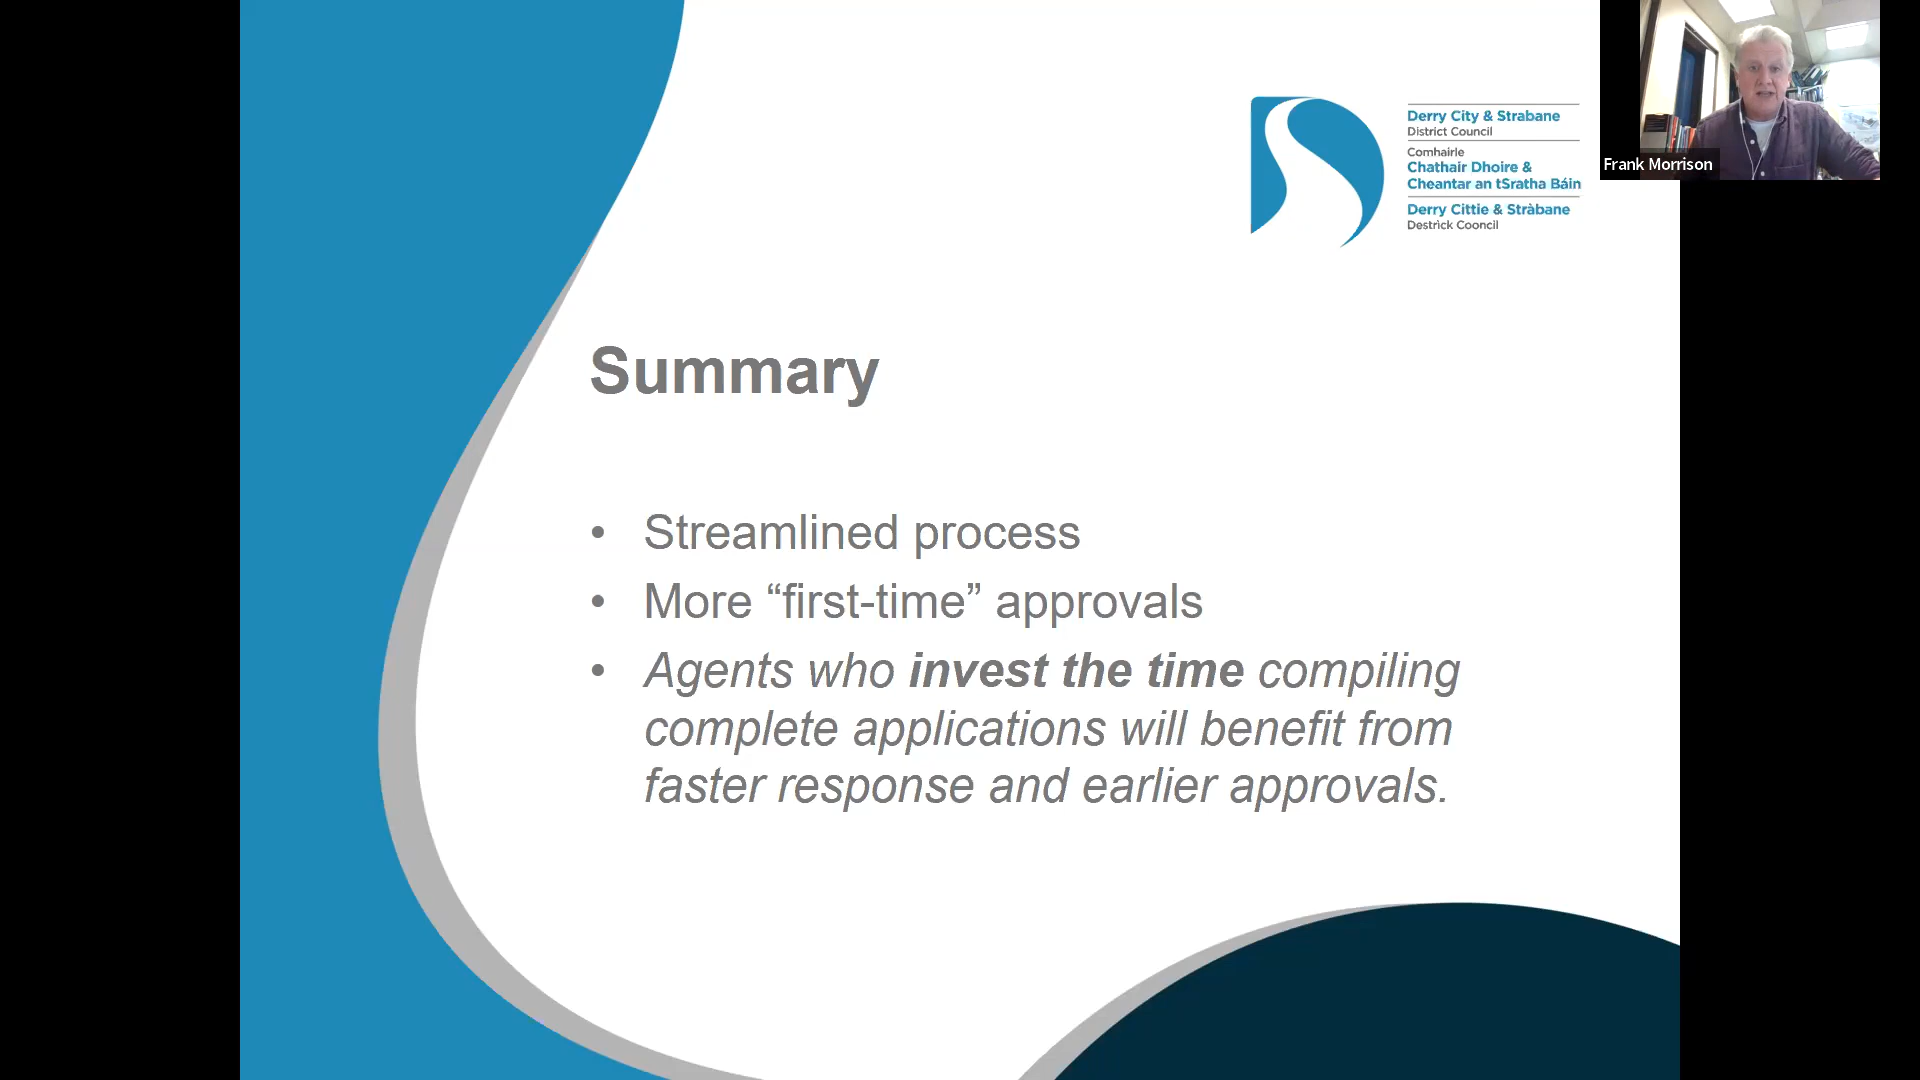 Derry City & Strabane
District Council
Comhairle
Chathair Dhoire &
Cheantar an tSratha Báin
Derry Cittie & Stràbane
Destrìck Cooncil
Frank Morrison
Summary
• Streamlined process
• More “first-time” approvals
• Agents who invest the time compiling
complete applications will benefit from
faster response and earlier approvals.